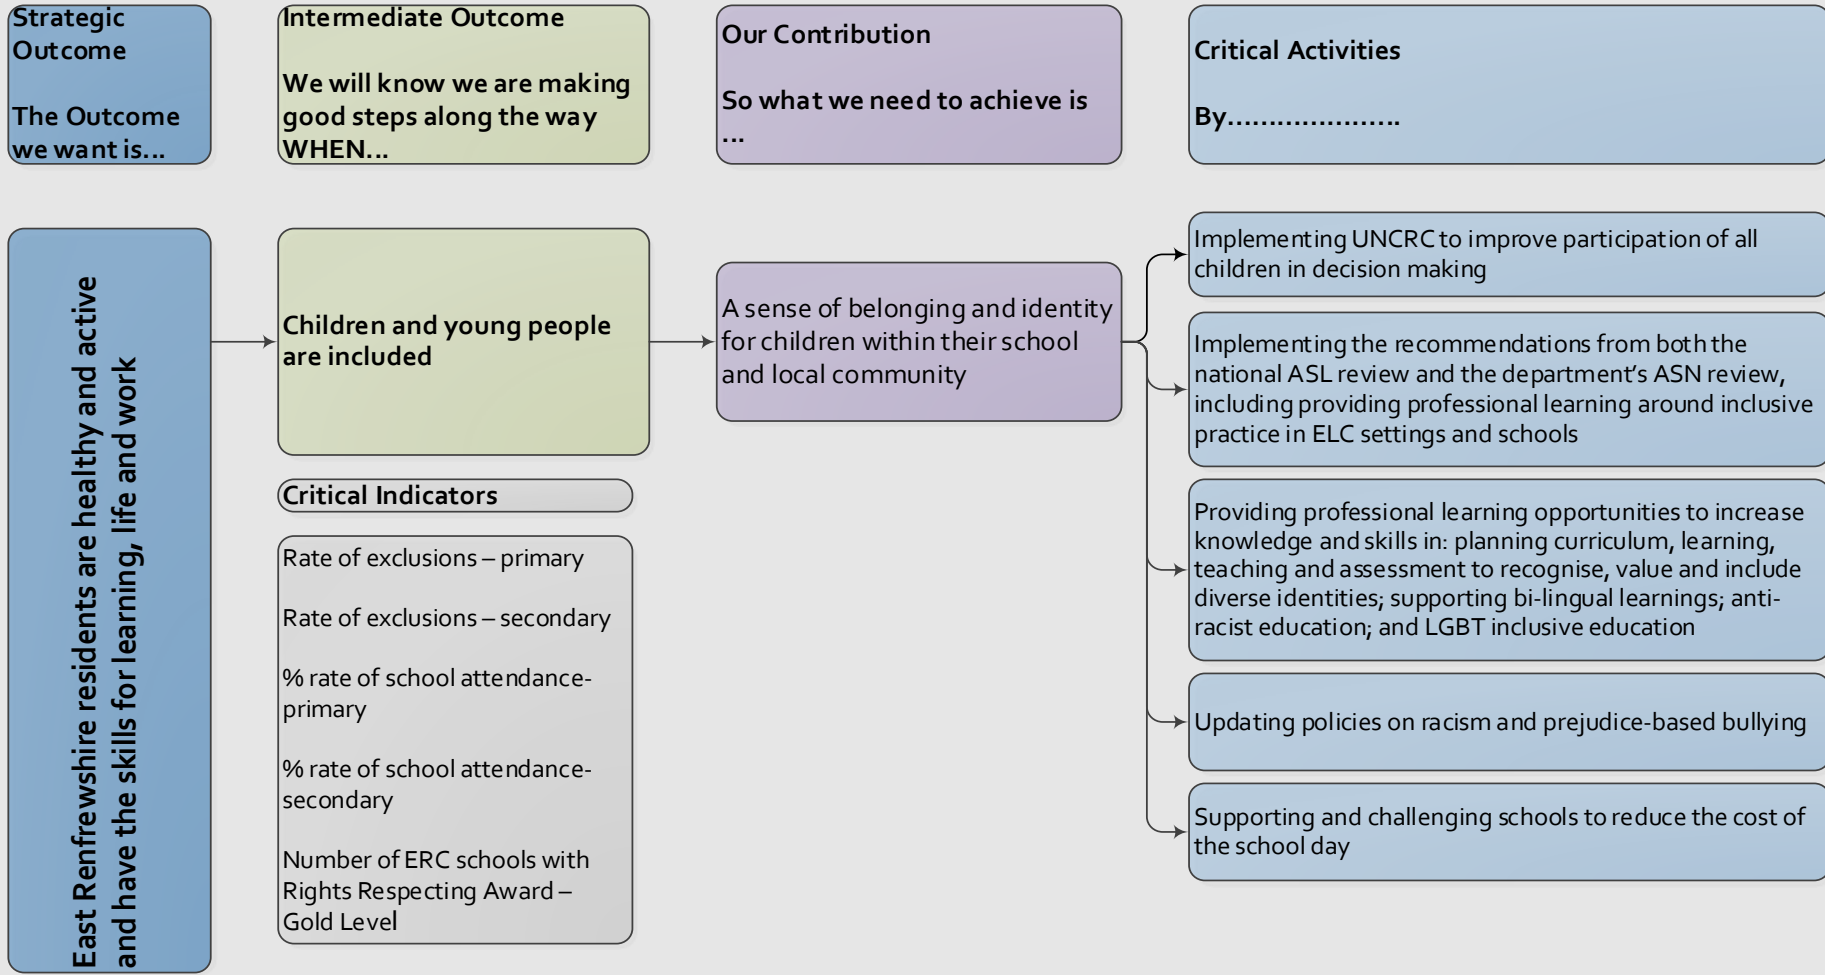 Strategic
Outcome
The Outcome
we want is...
Intermediate Outcome
We will know we are making
good steps along the way
WHEN...
Our Contribution
So what we need to achieve is
...
Critical Activities
By.....................
East Renfrewshire residents are healthy and active
and have the skills for learning, life and work
Children and young people
are included
Critical Indicators
Rate of exclusions – primary
Rate of exclusions – secondary
% rate of school attendance-
primary
% rate of school attendance-
secondary
Number of ERC schools with
Rights Respecting Award –
Gold Level
A sense of belonging and identity
for children within their school
and local community
Implementing UNCRC to improve participation of all
children in decision making
Implementing the recommendations from both the
national ASL review and the department’s ASN review,
including providing professional learning around inclusive
practice in ELC settings and schools
Providing professional learning opportunities to increase
knowledge and skills in: planning curriculum, learning,
teaching and assessment to recognise, value and include
diverse identities; supporting bi-lingual learnings; anti-
racist education; and LGBT inclusive education
Updating policies on racism and prejudice-based bullying
Supporting and challenging schools to reduce the cost of
the school day